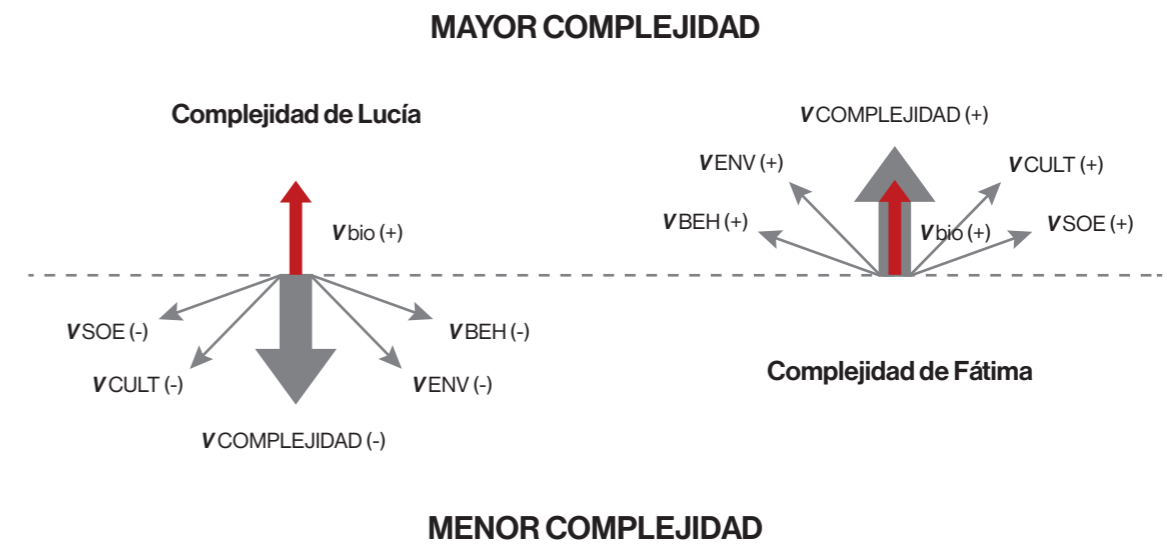 MAYOR COMPLEJIDAD
Complejidad de Lucía
V COMPLEJIDAD (+)
V ENV (+)
V CULT (+)
V BEH (+)
V bio (+)
V SOE (+)
V bio (+)
V SOE (-)
V BEH (-)
V CULT (-)
V ENV (-)
V COMPLEJIDAD (-)
Complejidad de Fátima
MENOR COMPLEJIDAD